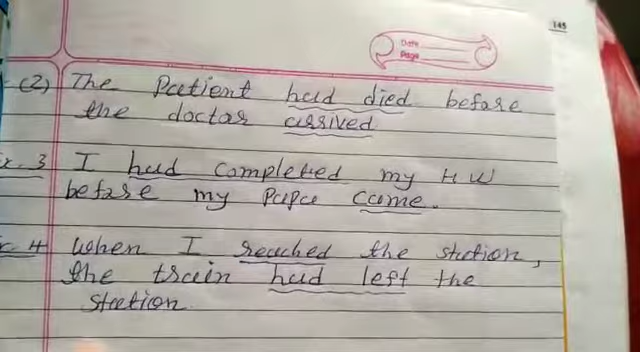 145
Date
Page
(2) The Patient had died before
the doctor arrived
x. 3 I had completed my H W
before my Papa came.
x. 4 When I reached the station,
the train had left the
station.